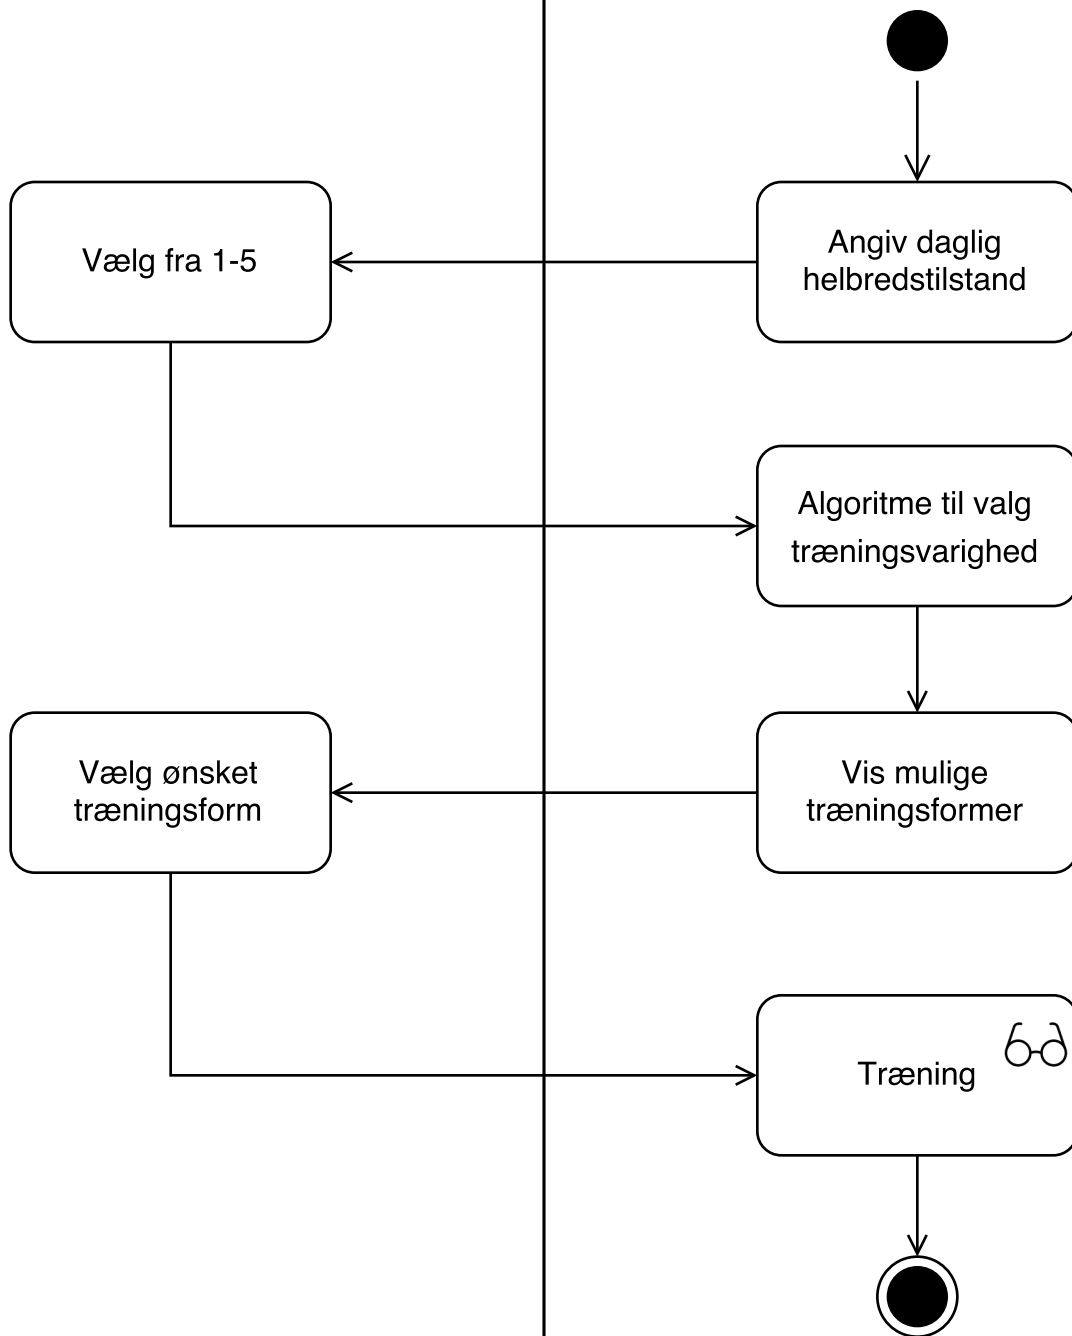 Angiv daglig
helbredstilstand
Vælg fra 1-5
Algoritme til valg
træningsvarighed
Vis mulige
træningsformer
Vælg ønsket
træningsform
Træning